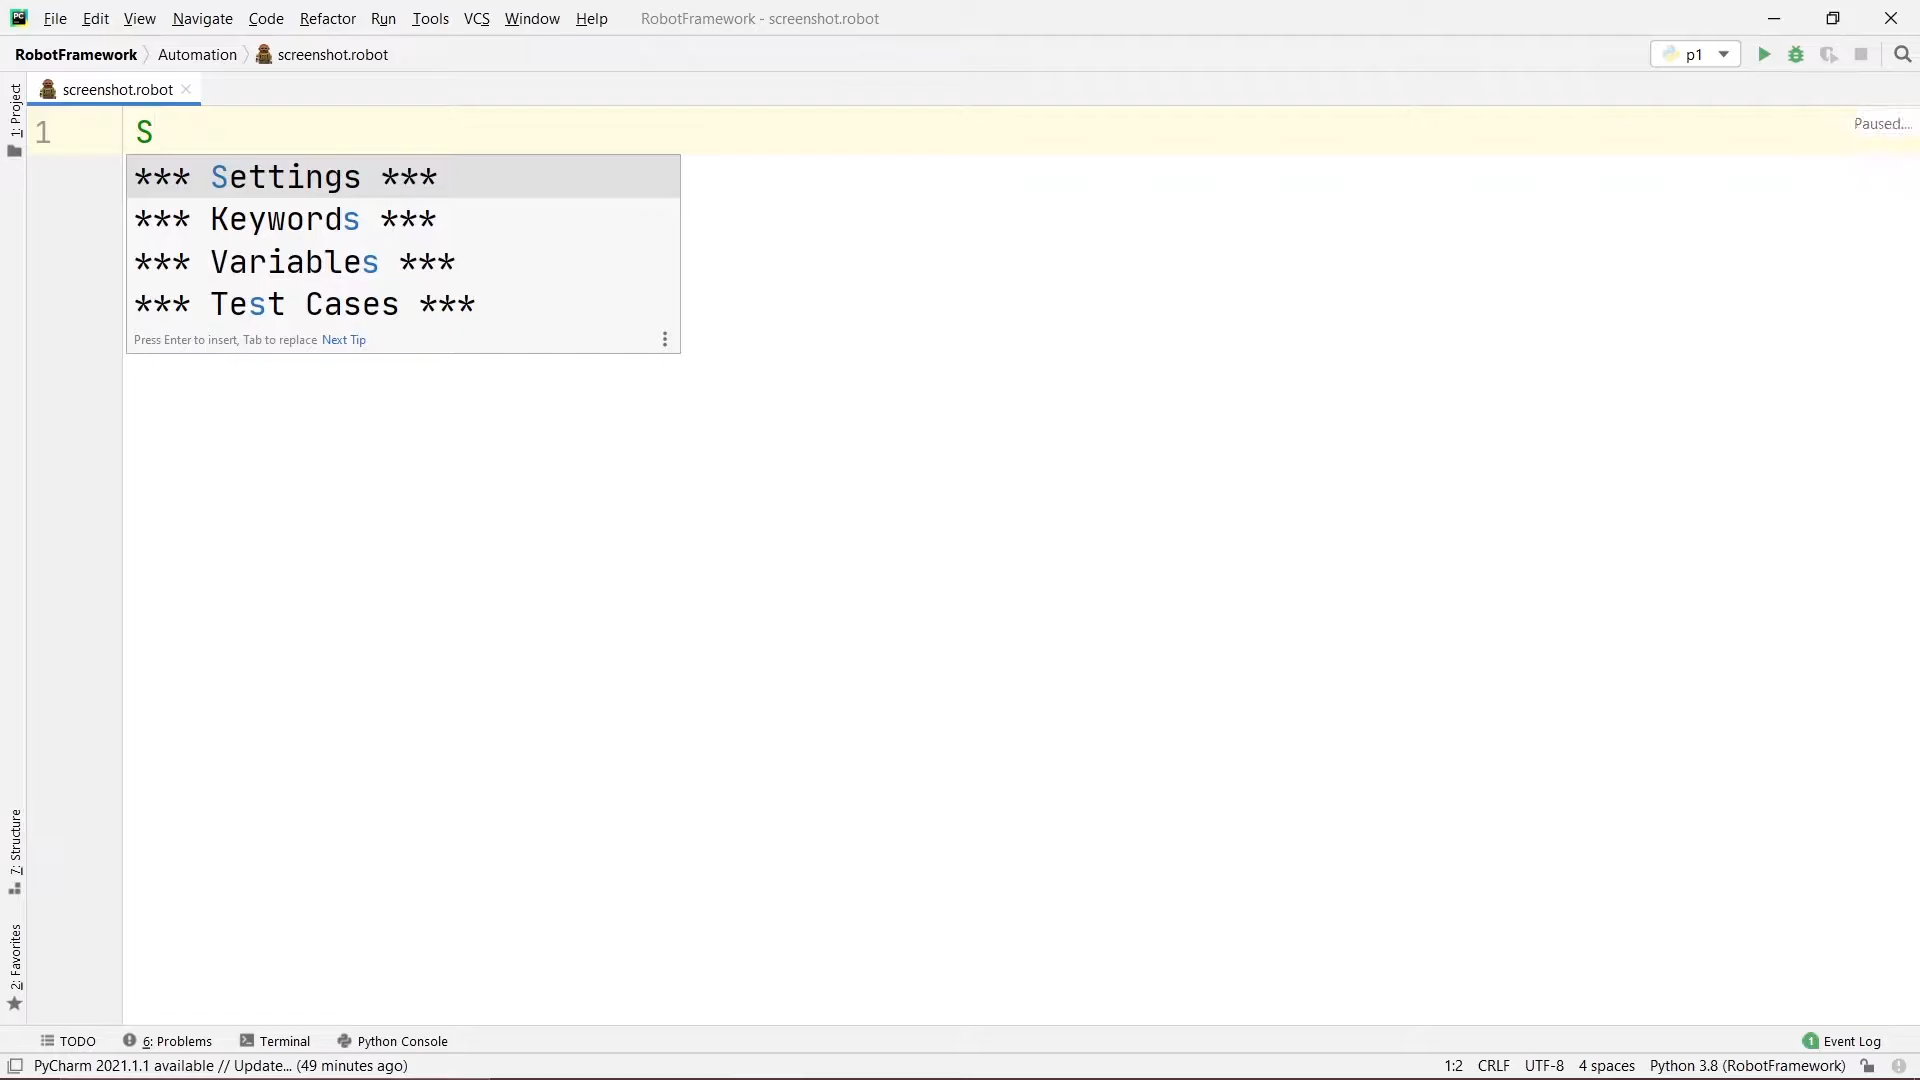 File Edit View Navigate Code Refactor Run Tools VCS Window Help RobotFramework - screenshot.robot
RobotFramework Automation screenshot.robot p1
screenshot.robot
1: Project
1 S Paused....
*** Settings ***
*** Keywords ***
*** Variables ***
*** Test Cases ***
Press Enter to insert, Tab to replace Next Tip
7: Structure
2: Favorites
TODO 6: Problems Terminal Python Console 1 Event Log
PyCharm 2021.1.1 available // Update... (49 minutes ago) 1:2 CRLF UTF-8 4 spaces Python 3.8 (RobotFramework)